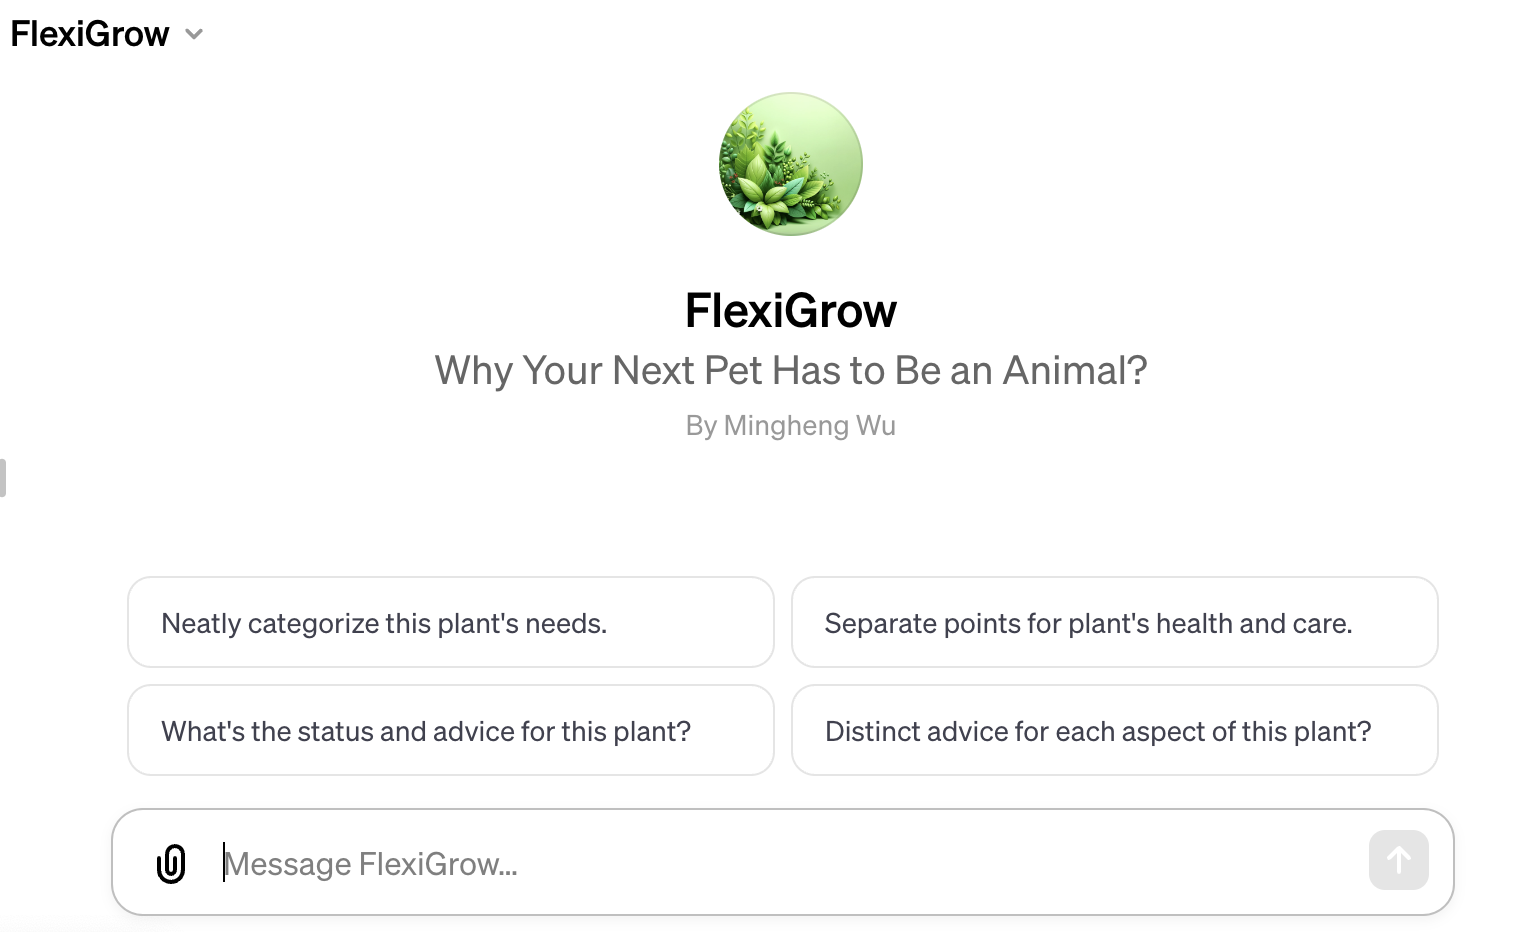 FlexiGrow
FlexiGrow
Why Your Next Pet Has to Be an Animal?
By Mingheng Wu
Neatly categorize this plant's needs.
Separate points for plant's health and care.
What's the status and advice for this plant?
Distinct advice for each aspect of this plant?
Message FlexiGrow...